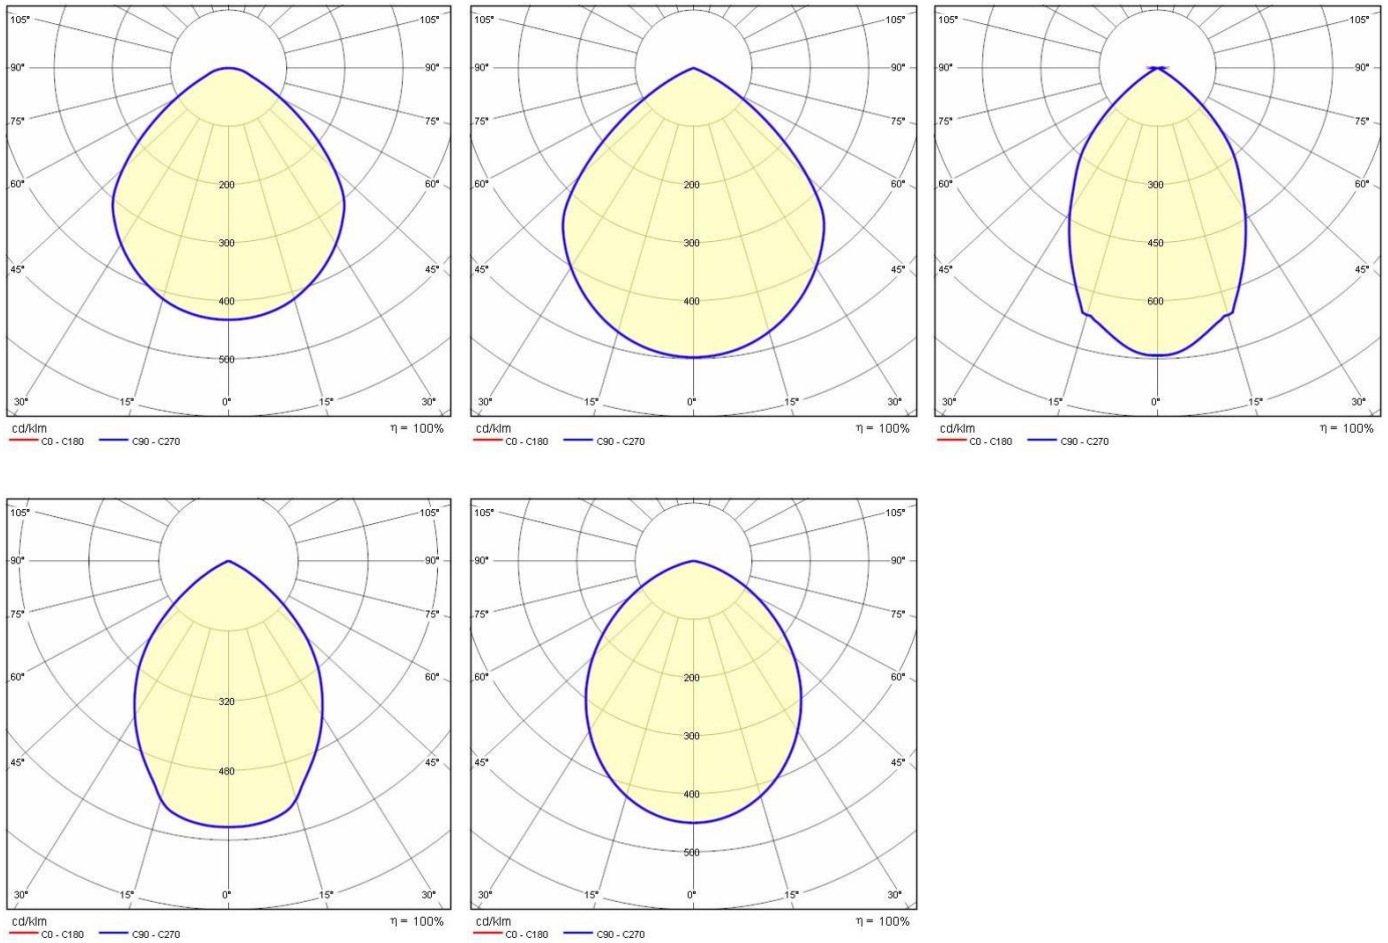 105° 105° 105° 105° 105° 105°
90° 90° 90° 90° 90° 90°
75° 75° 75° 75° 75° 75°
60° 200 60° 60° 200 60° 60° 300 60°
300 300 450
45° 45° 45° 45° 45° 45°
400 400 600
500
30° 15° 0° 15° 30° 30° 15° 0° 15° 30° 30° 15° 0° 15° 30°
cd/klm η = 100% cd/klm η = 100% cd/klm η = 100%
C0 - C180 C90 - C270 C0 - C180 C90 - C270 C0 - C180 C90 - C270
105° 105° 105° 105°
90° 90° 90° 90°
75° 75° 75° 75°
60° 60° 60° 200 60°
320
300
45° 480 45° 45° 45°
400
500
30° 15° 0° 15° 30° 30° 15° 0° 15° 30°
cd/klm η = 100% cd/klm η = 100%
C0 - C180 C90 - C270 C0 - C180 C90 - C270